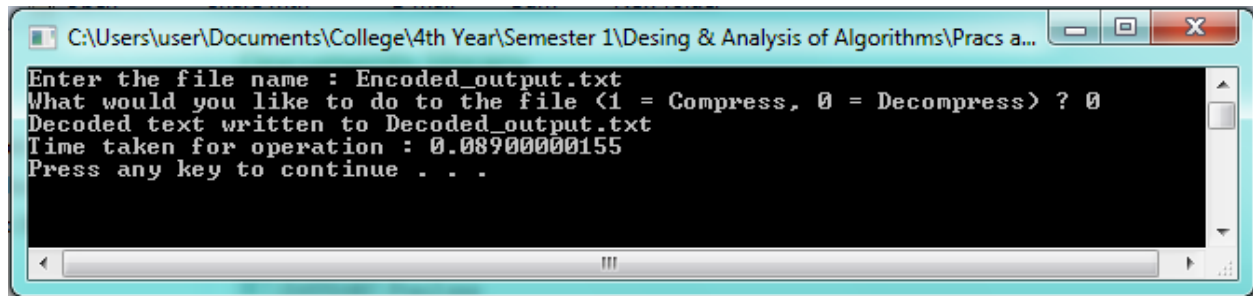 C:\Users\user\Documents\College\4th Year\Semester 1\Desing & Analysis of Algorithms\Pracs a...
Enter the file name : Encoded_output.txt
What would you like to do to the file (1 = Compress, 0 = Decompress) ? 0
Decoded text written to Decoded_output.txt
Time taken for operation : 0.08900000155
Press any key to continue . . .